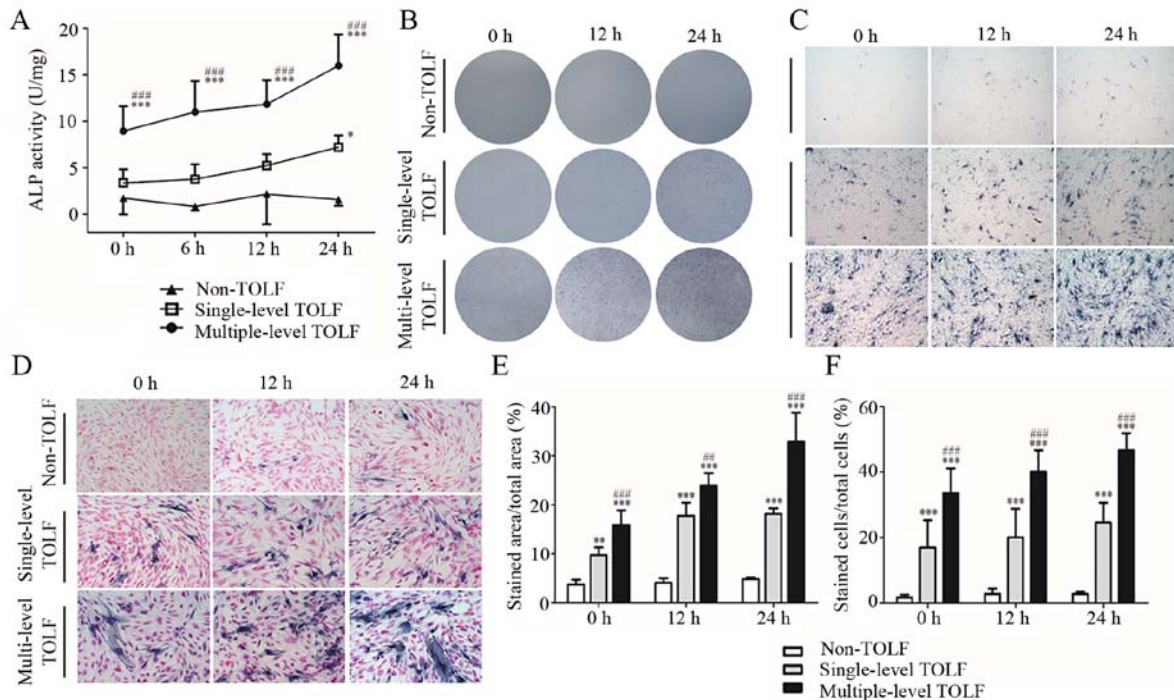 A
ALP activity (U/mg)
20
15
10
5
0
###
***
###
***
###
***
###
***
*
0 h
6 h
12 h
24 h
Non-TOLF
Single-level TOLF
Multiple-level TOLF
B
0 h
12 h
24 h
Non-TOLF
Single-level
TOLF
Multi-level
TOLF
C
0 h
12 h
24 h
D
0 h
12 h
24 h
Non-TOLF
Single-level
TOLF
Multi-level
TOLF
E
Stained area/total area (%)
40
30
20
10
0
**
###
***
***
##
***
***
###
***
0 h
12 h
24 h
F
Stained cells/total cells (%)
60
40
20
0
***
###
***
***
###
***
***
###
***
0 h
12 h
24 h
Non-TOLF
Single-level TOLF
Multiple-level TOLF